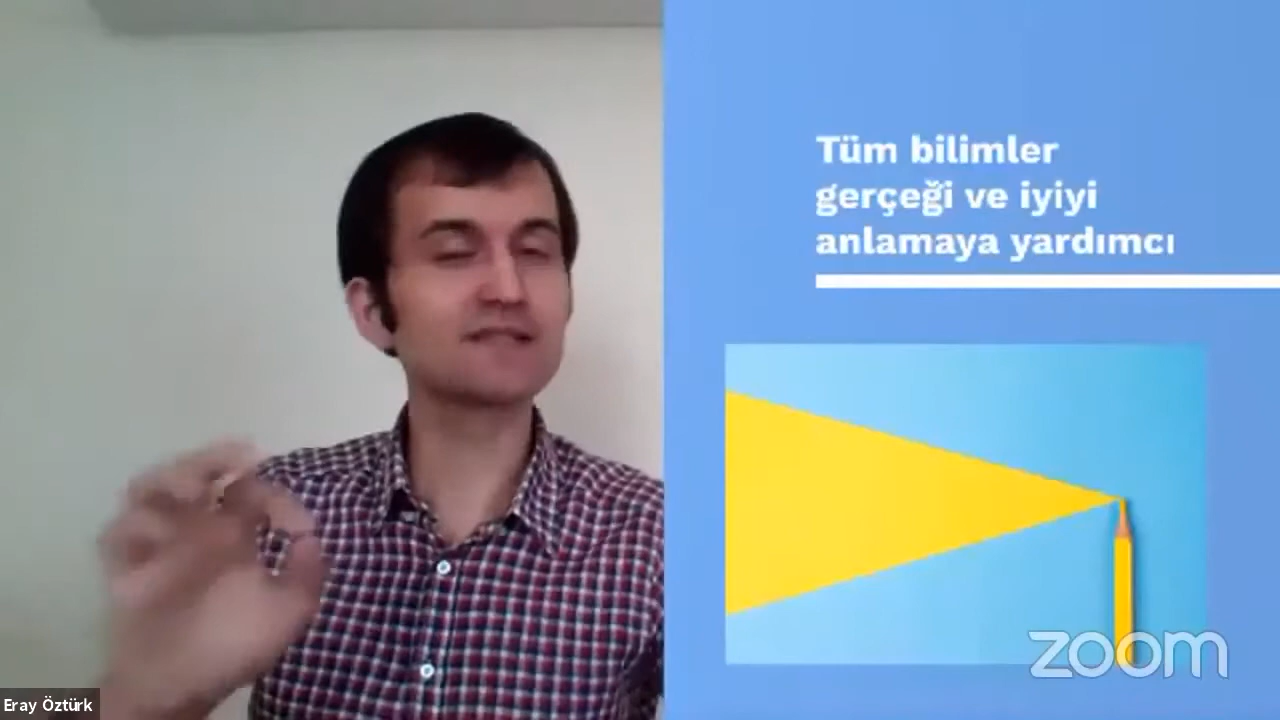 Tüm bilimler
gerçeği ve iyiyi
anlamaya yardımcı
zoom
Eray Öztürk